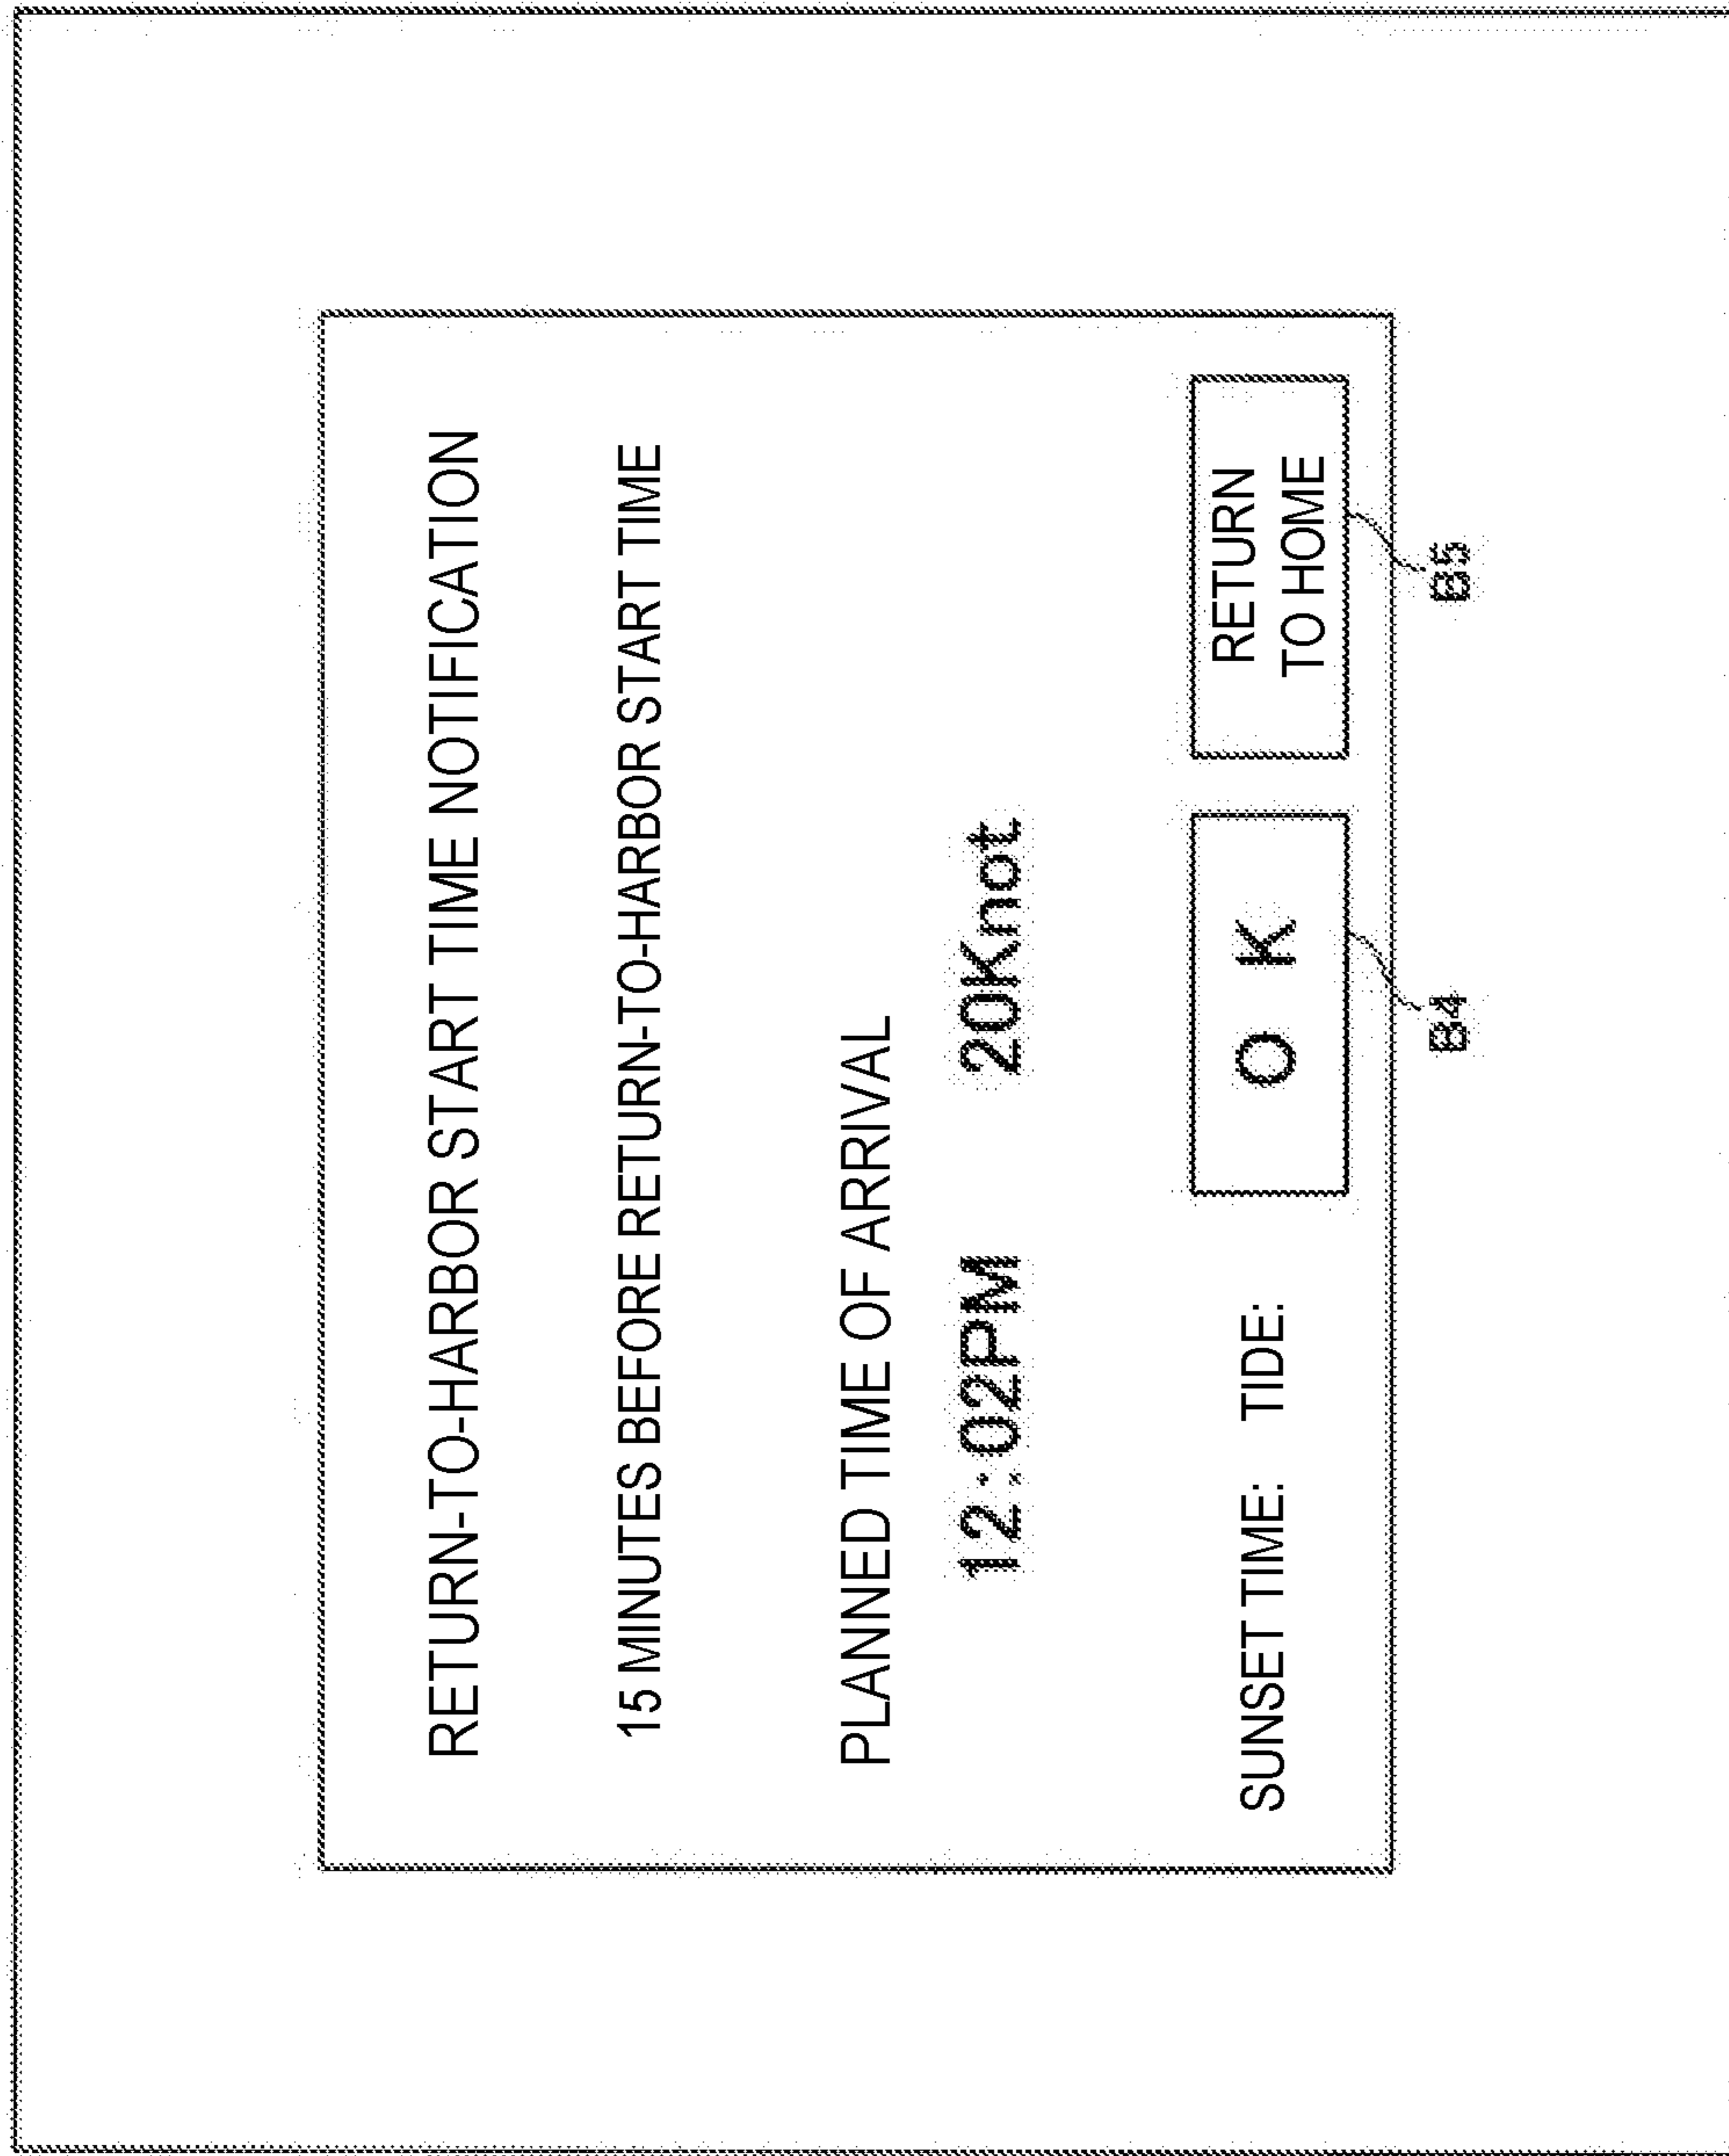 RETURN-TO-HARBOR START TIME NOTIFICATION
15 MINUTES BEFORE RETURN-TO-HARBOR START TIME
PLANNED TIME OF ARRIVAL
12:02PM 20Knot
SUNSET TIME: TIDE:
O K
RETURN
TO HOME
B4
B5